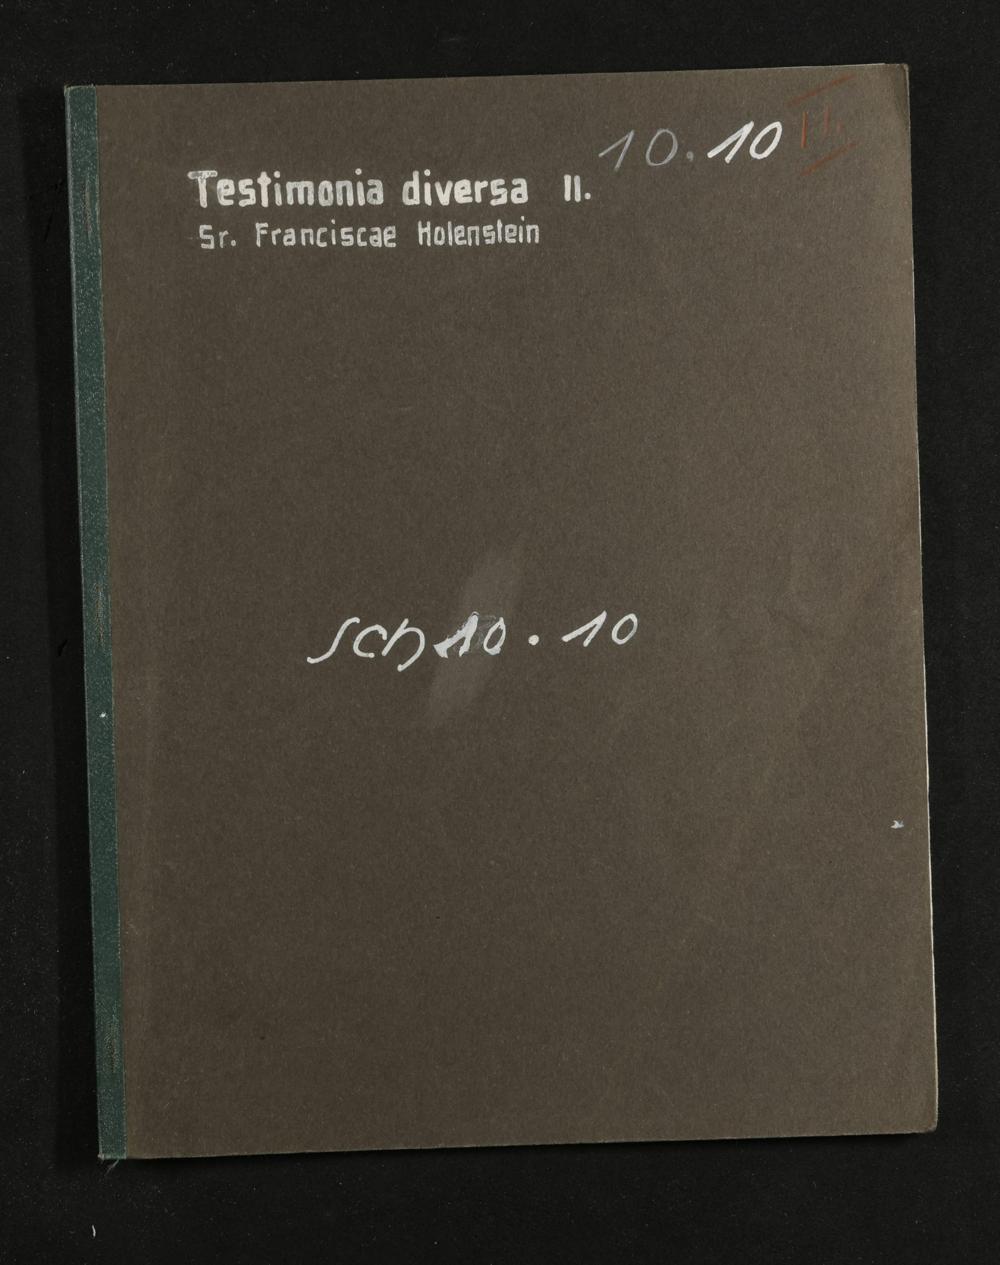 10.10 II.
Testimonia diversa II.
Sr. Franciscae Holenstein
Sch 10.10